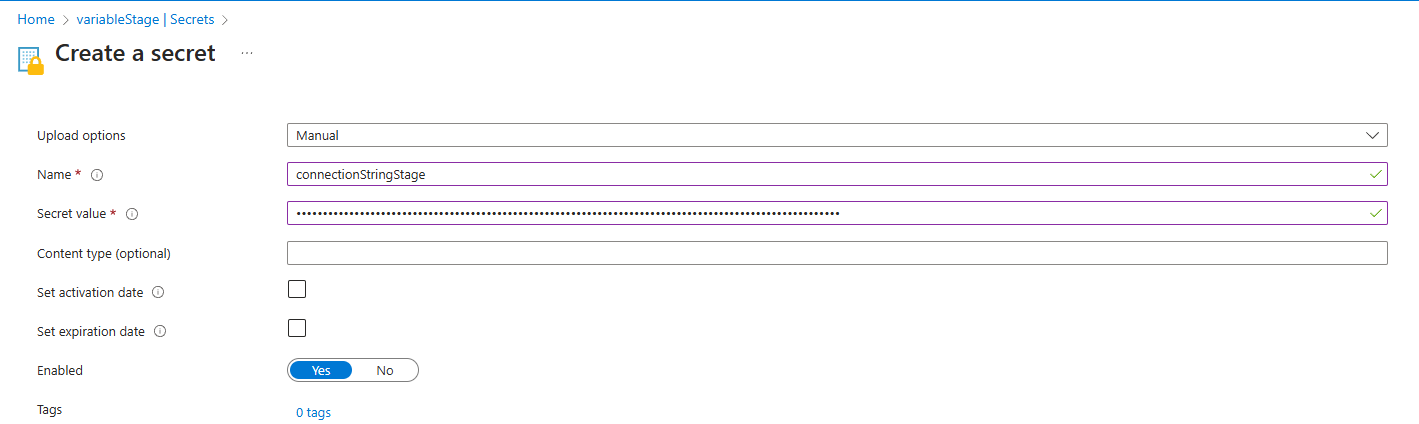 Home > variableStage | Secrets >
Create a secret ...
Upload options Manual
Name * connectionStringStage
Secret value * ••••••••••••••••••••••••••••••••••••••••••••••••••••••••••••••••••••••••••••••••••••••••••••••••••••••
Content type (optional)
Set activation date
Set expiration date
Enabled Yes No
Tags 0 tags